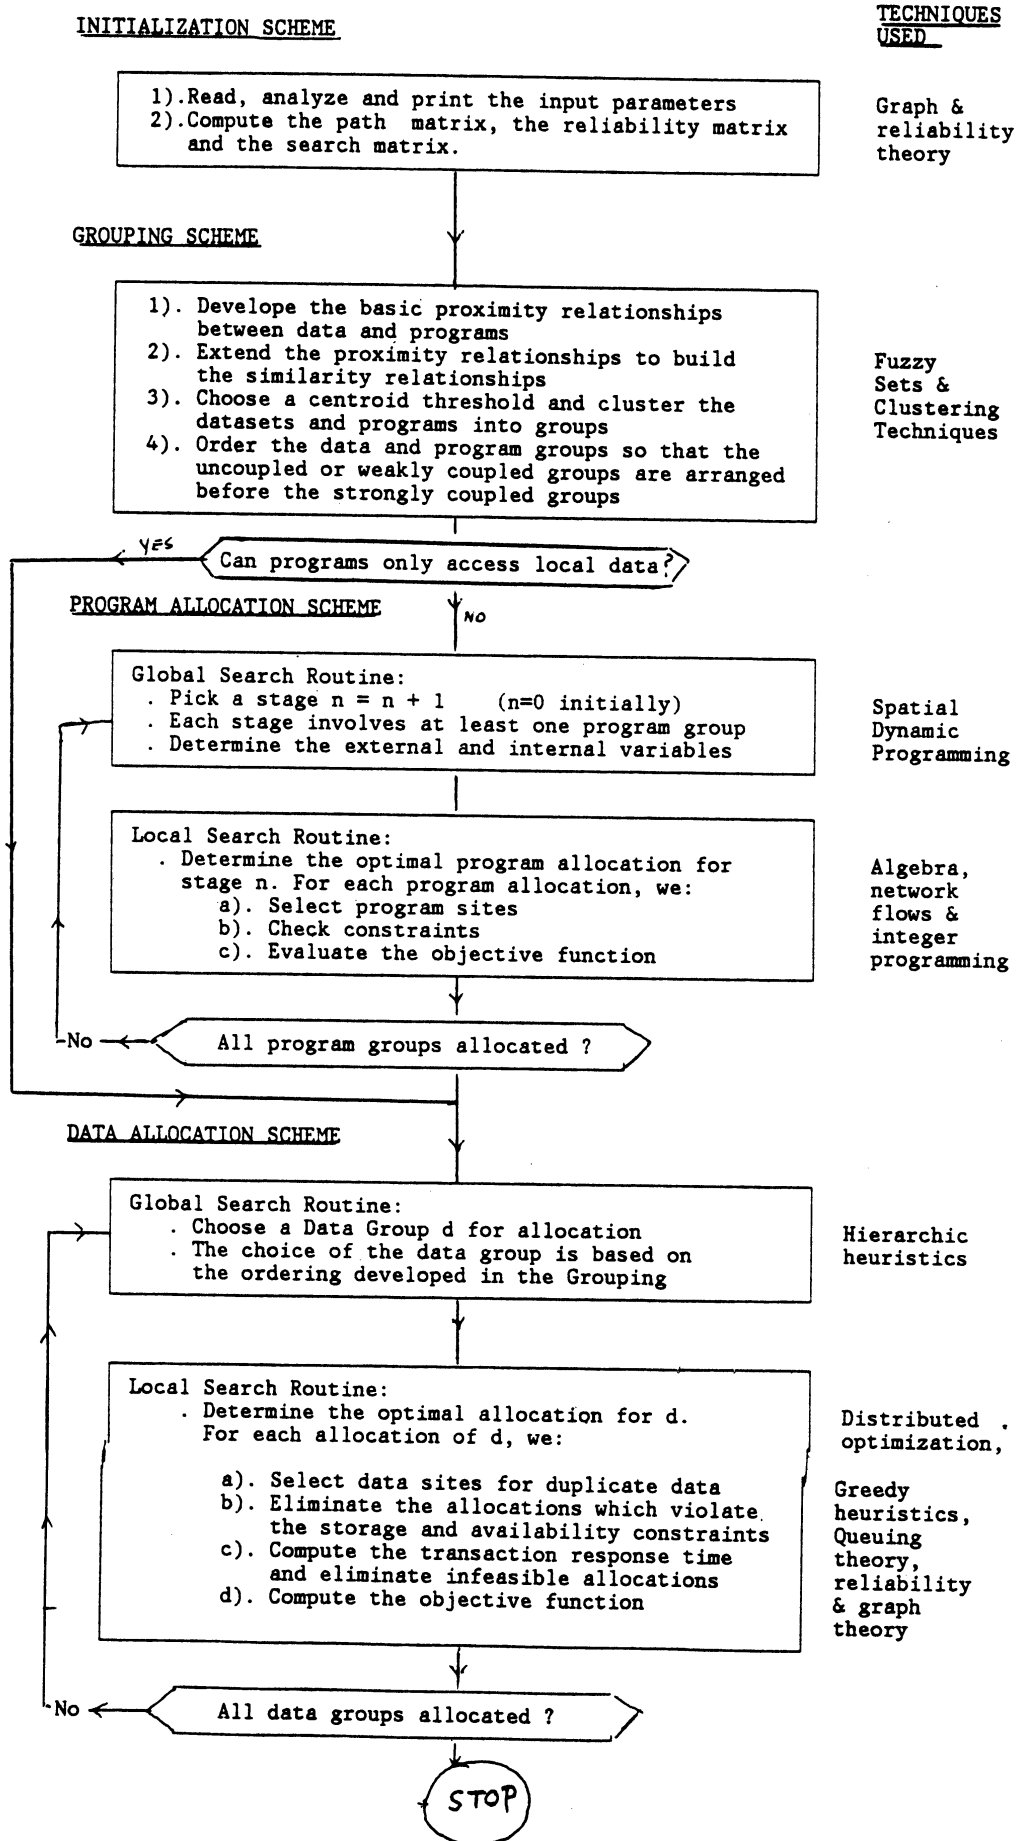 INITIALIZATION SCHEME
TECHNIQUES
USED
1).Read, analyze and print the input parameters
2).Compute the path matrix, the reliability matrix
and the search matrix.
Graph &
reliability
theory
GROUPING SCHEME
1). Develope the basic proximity relationships
between data and programs
2). Extend the proximity relationships to build
the similarity relationships
3). Choose a centroid threshold and cluster the
datasets and programs into groups
4). Order the data and program groups so that the
uncoupled or weakly coupled groups are arranged
before the strongly coupled groups
Fuzzy
Sets &
Clustering
Techniques
YES
Can programs only access local data?
NO
PROGRAM ALLOCATION SCHEME
Global Search Routine:
. Pick a stage n = n + 1 (n=0 initially)
. Each stage involves at least one program group
. Determine the external and internal variables
Spatial
Dynamic
Programming
Local Search Routine:
. Determine the optimal program allocation for
stage n. For each program allocation, we:
a). Select program sites
b). Check constraints
c). Evaluate the objective function
Algebra,
network
flows &
integer
programming
No
All program groups allocated ?
DATA ALLOCATION SCHEME
Global Search Routine:
. Choose a Data Group d for allocation
. The choice of the data group is based on
the ordering developed in the Grouping
Hierarchic
heuristics
Local Search Routine:
. Determine the optimal allocation for d.
For each allocation of d, we:
a). Select data sites for duplicate data
b). Eliminate the allocations which violate
the storage and availability constraints
c). Compute the transaction response time
and eliminate infeasible allocations
d). Compute the objective function
Distributed
optimization,
Greedy
heuristics,
Queuing
theory,
reliability
& graph
theory
No
All data groups allocated ?
STOP